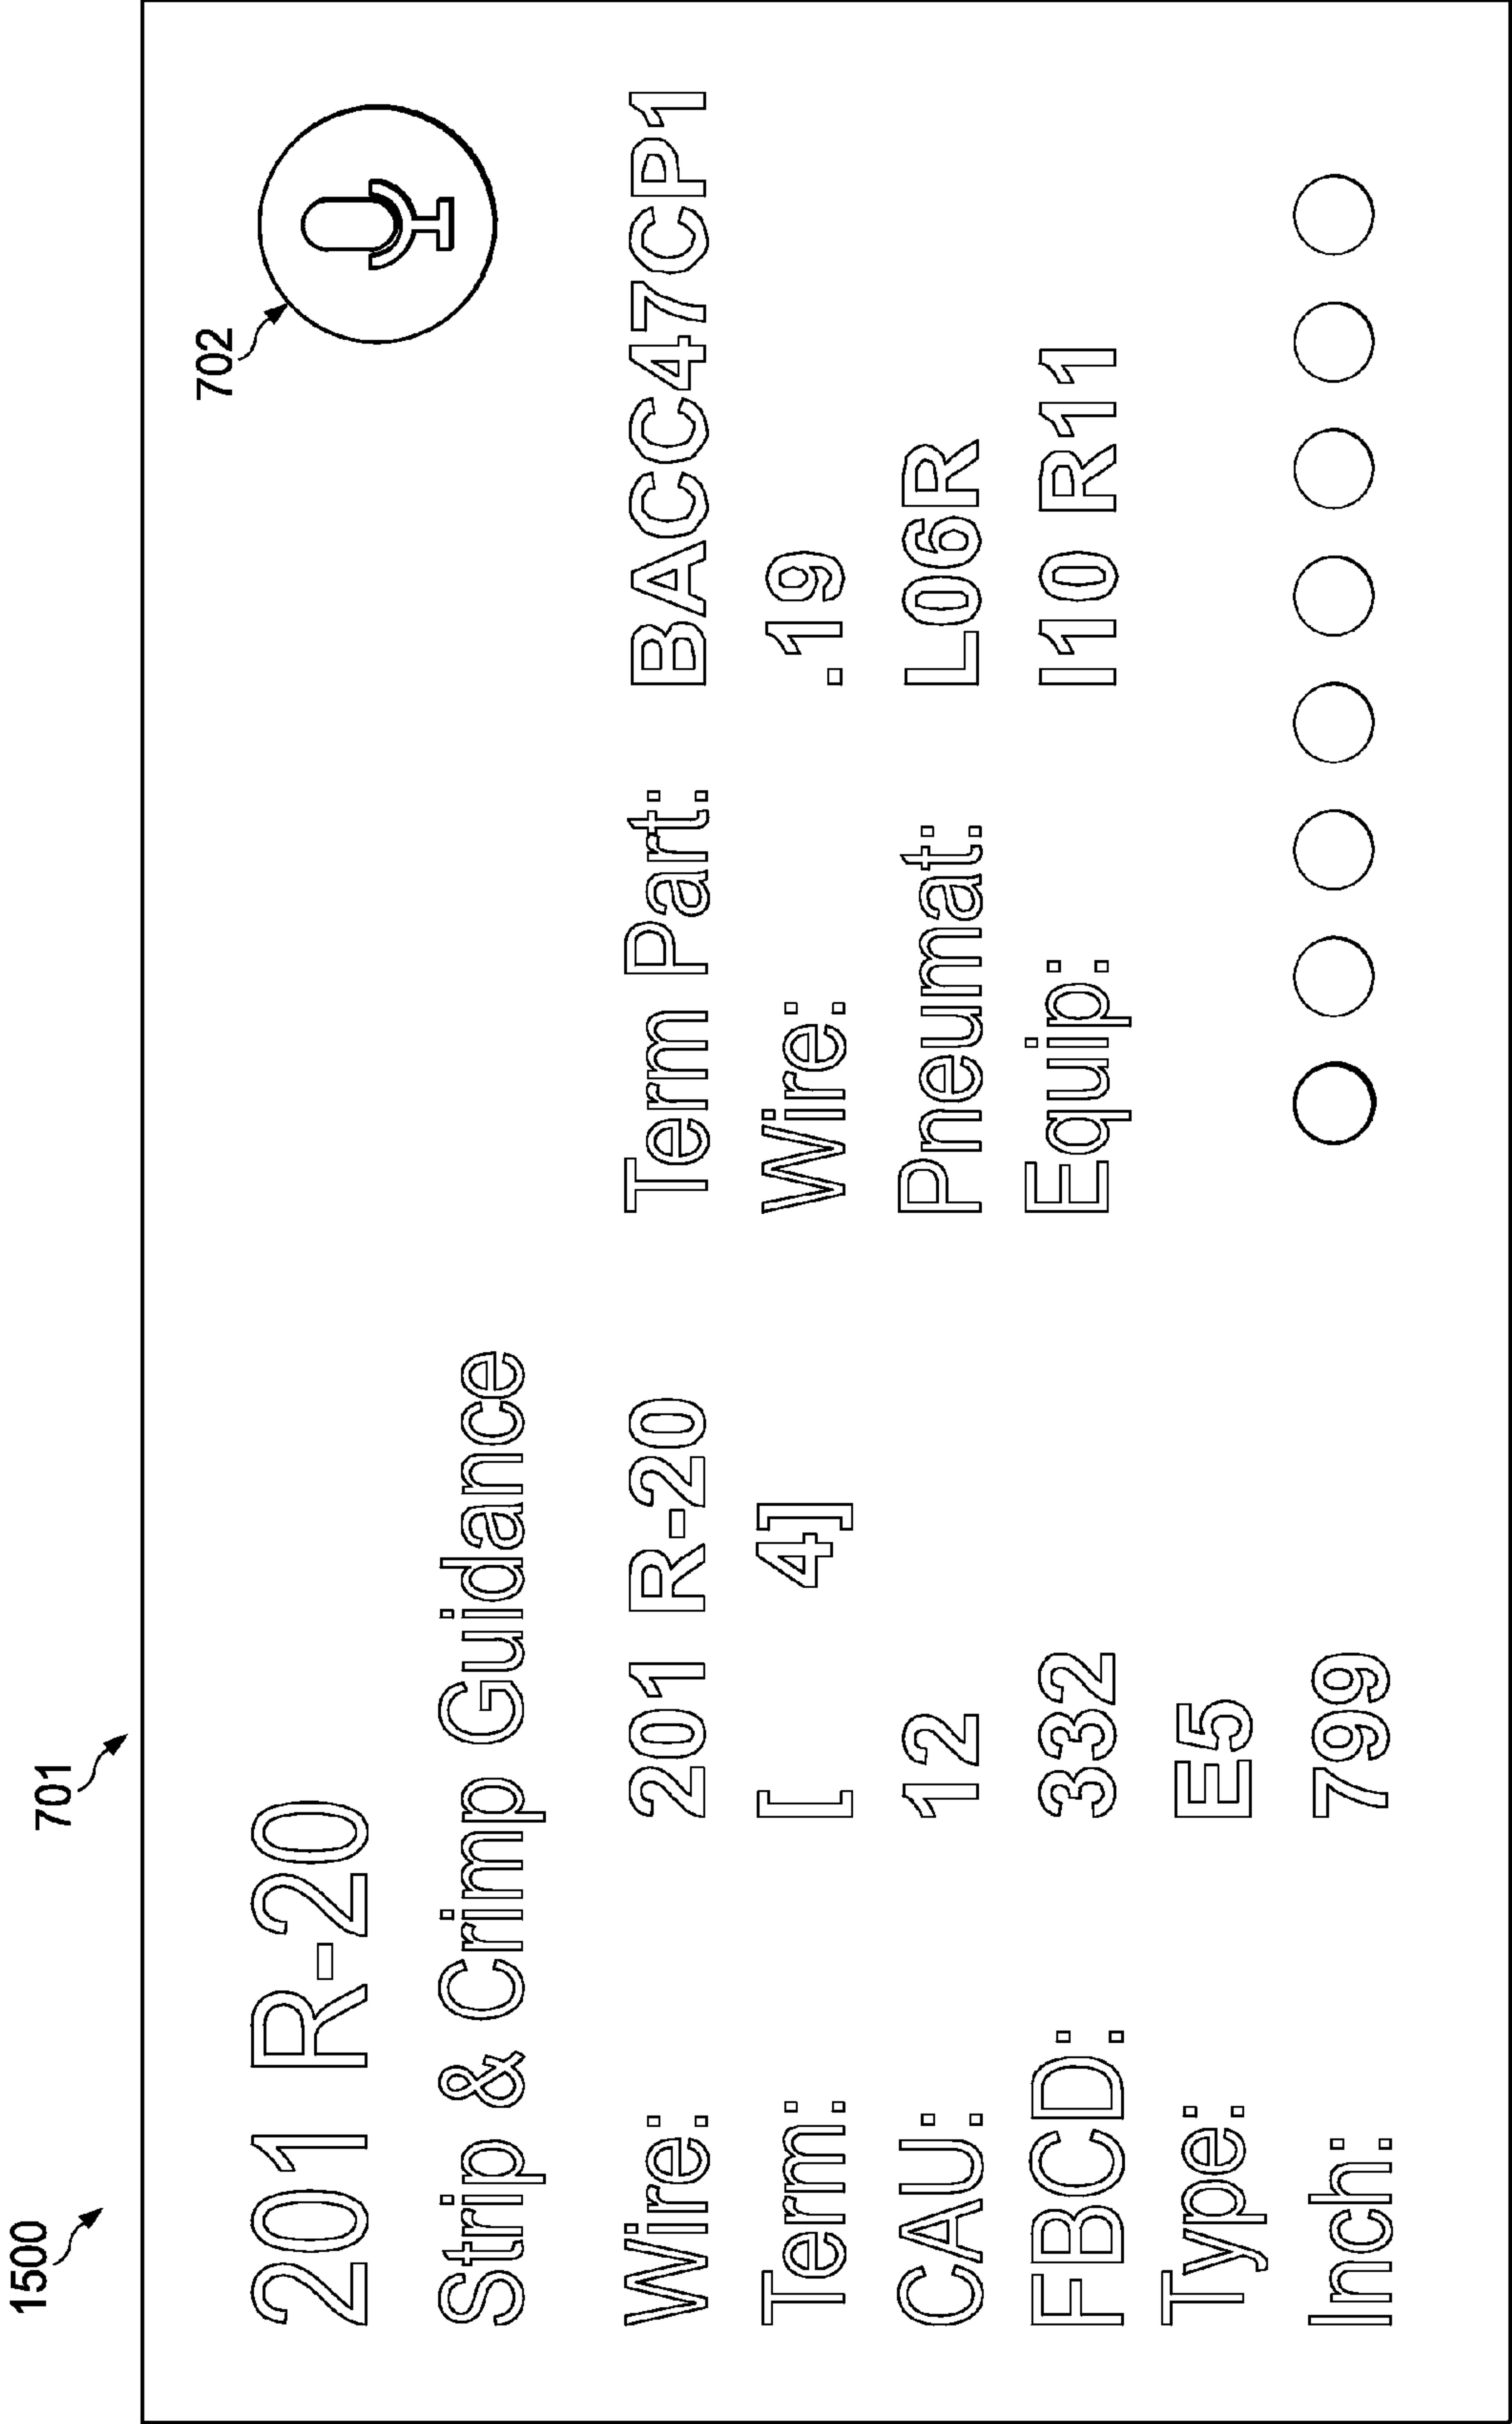 1500
701
702
201 R-20
Strip & Crimp Guidance
Wire: 201 R-20 Term Part: BACC47CP1
Term: [ 4] Wire: .19
CAU: 12 Pneumat: L06R
FBCD: 332 Equip: I10 R11
Type: E5
Inch: 799